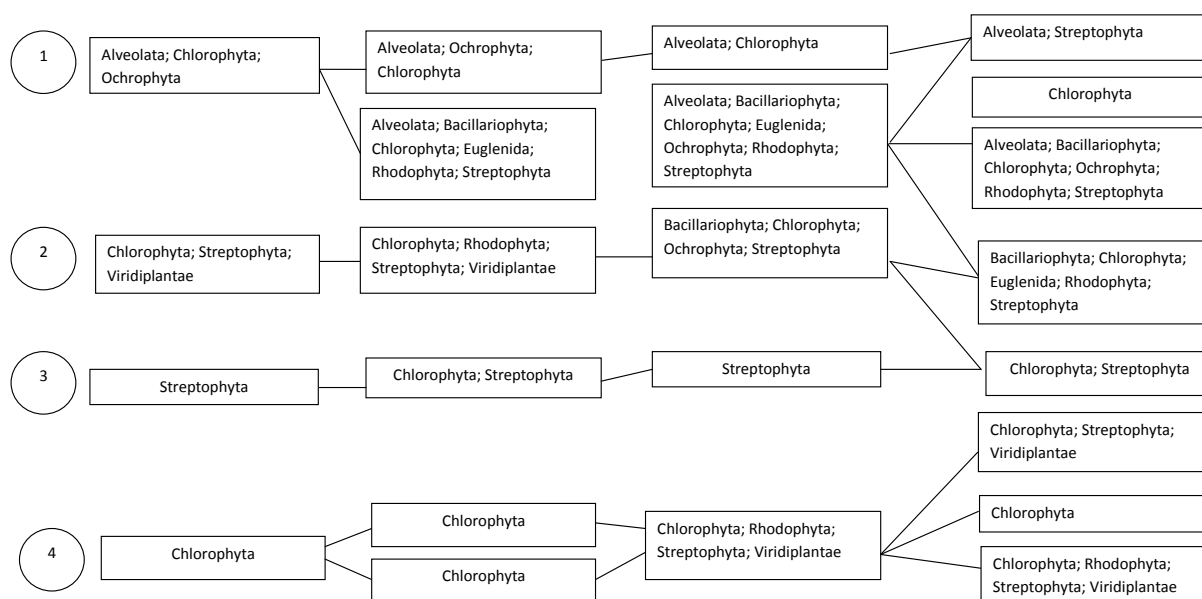 1
Alveolata; Chlorophyta;
Ochrophyta
Alveolata; Ochrophyta;
Chlorophyta
Alveolata; Chlorophyta
Alveolata; Streptophyta
Chlorophyta
Alveolata; Bacillariophyta;
Chlorophyta; Euglenida;
Rhodophyta; Streptophyta
Alveolata; Bacillariophyta;
Chlorophyta; Euglenida;
Ochrophyta; Rhodophyta;
Streptophyta
Alveolata; Bacillariophyta;
Chlorophyta; Ochrophyta;
Rhodophyta; Streptophyta
2
Chlorophyta; Streptophyta;
Viridiplantae
Chlorophyta; Rhodophyta;
Streptophyta; Viridiplantae
Bacillariophyta; Chlorophyta;
Ochrophyta; Streptophyta
Bacillariophyta; Chlorophyta;
Euglenida; Rhodophyta;
Streptophyta
3
Streptophyta
Chlorophyta; Streptophyta
Streptophyta
Chlorophyta; Streptophyta
4
Chlorophyta
Chlorophyta
Chlorophyta
Chlorophyta; Rhodophyta;
Streptophyta; Viridiplantae
Chlorophyta; Streptophyta;
Viridiplantae
Chlorophyta
Chlorophyta; Rhodophyta;
Streptophyta; Viridiplantae